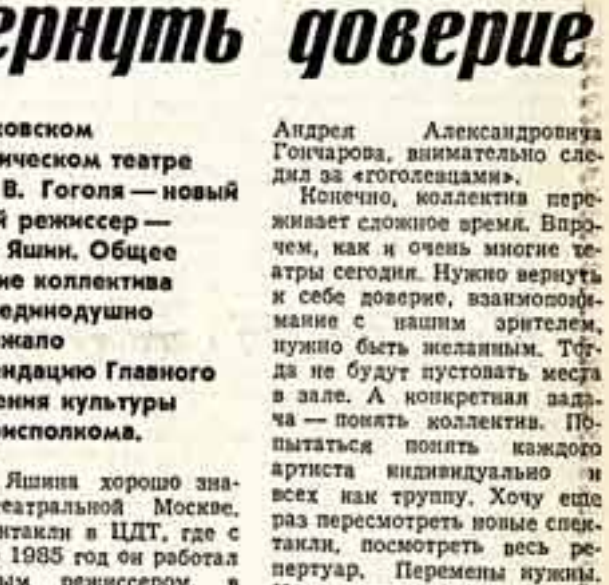 ернуть доверие
ковском
ическом театре
В. Гоголя — новый
й режиссер —
Яшин. Общее
ие коллектива
единодушно
жало
ендацию Главного
ения культуры
рисполкома.
Яшина хорошо зна-
еатральной Москве,
ектакли в ЦДТ, где с
1985 год он работал
ым режиссером, в
Андрея Александровича
Гончарова, внимательно сле-
дил за «гоголевцами».
Конечно, коллектив пере-
живает сложное время. Впро-
чем, как и очень многие те-
атры сегодня. Нужно вернуть
к себе доверие, взаимопони-
мание с нашим зрителем,
нужно быть желанным. Тог-
да не будут пустовать места
в зале. А конкретная зада-
ча — понять коллектив. По-
пытаться понять каждого
артиста индивидуально и
всех как труппу. Хочу еще
раз пересмотреть новые спек-
такли, посмотреть весь ре-
пертуар. Перемены нужны.